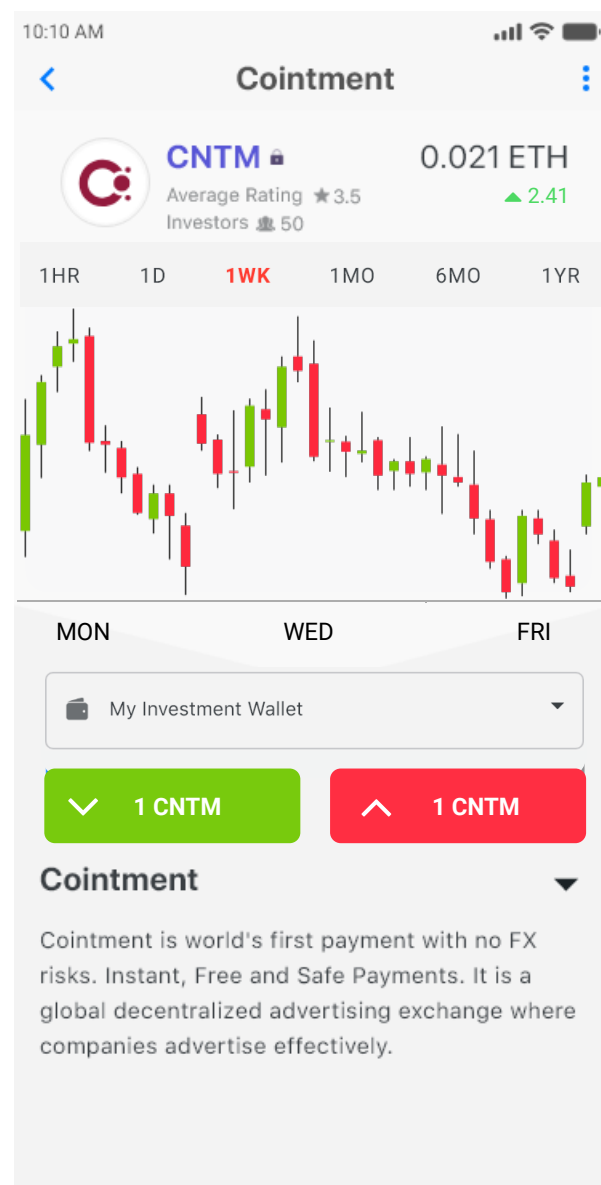 10:10 AM
Cointment
CNTM 0.021 ETH
Average Rating 3.5 2.41
Investors 50
1HR 1D 1WK 1MO 6MO 1YR
MON WED FRI
My Investment Wallet
1 CNTM 1 CNTM
Cointment
Cointment is world's first payment with no FX
risks. Instant, Free and Safe Payments. It is a
global decentralized advertising exchange where
companies advertise effectively.